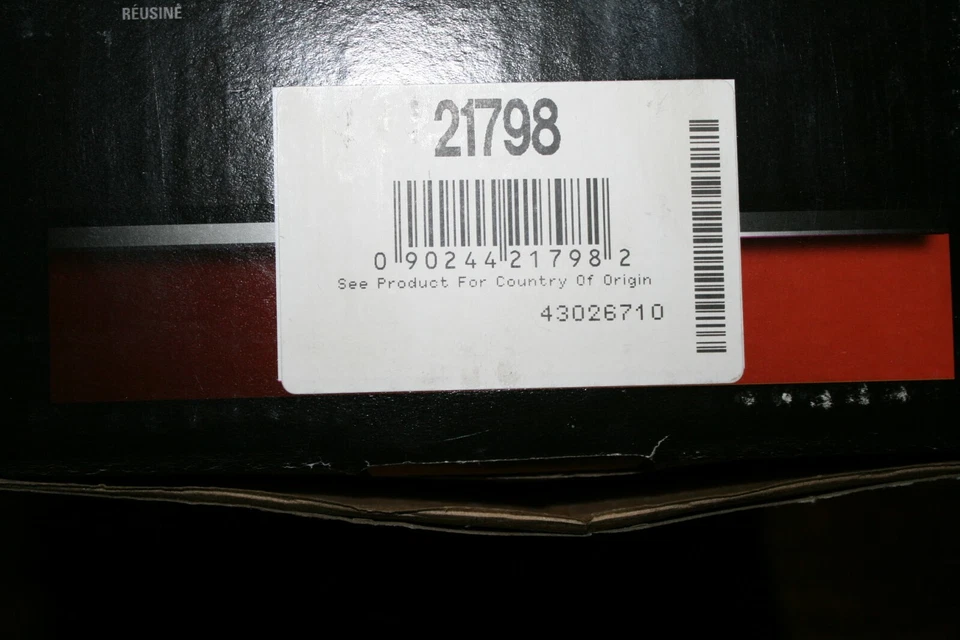 RÉUSINÉ
21798
0 90244 21798 2
See Product For Country Of Origin
43026710